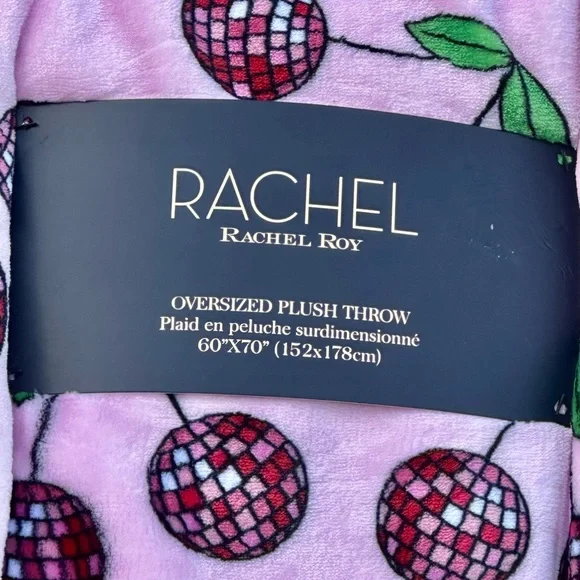 RACHEL
RACHEL ROY
OVERSIZED PLUSH THROW
Plaid en peluche surdimensionné
60”X70” (152x178cm)